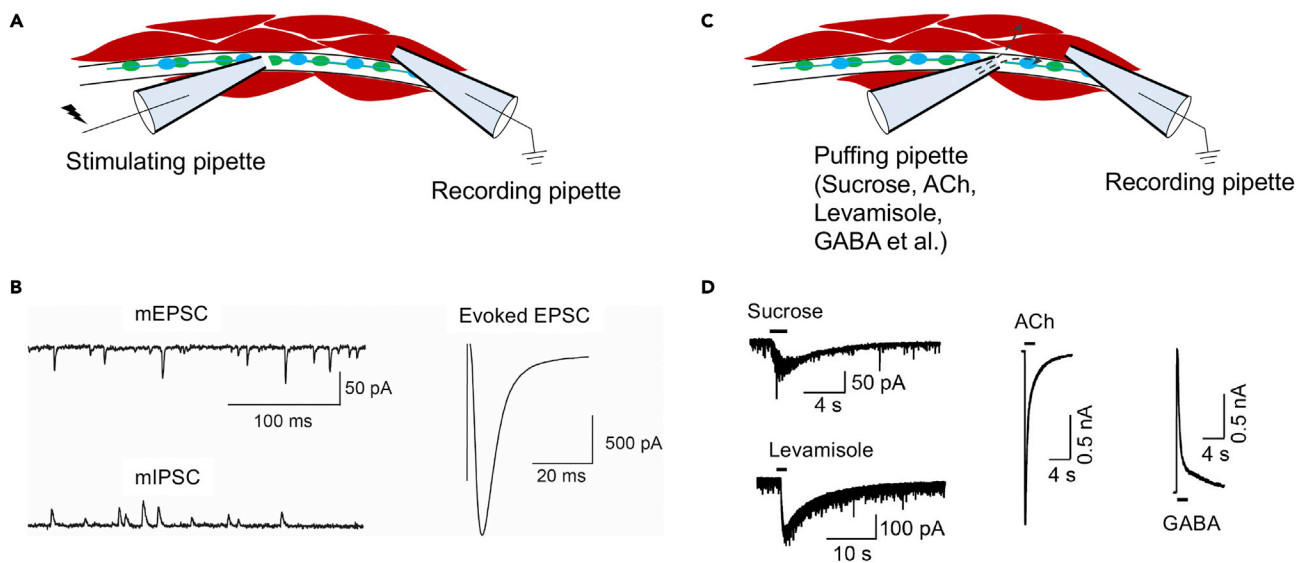 A
Stimulating pipette
Recording pipette
C
Puffing pipette
(Sucrose, ACh,
Levamisole,
GABA et al.)
Recording pipette
B
mEPSC
50 pA
100 ms
mIPSC
Evoked EPSC
500 pA
20 ms
D
Sucrose
50 pA
4 s
Levamisole
100 pA
10 s
ACh
0.5 nA
4 s
0.5 nA
4 s
GABA